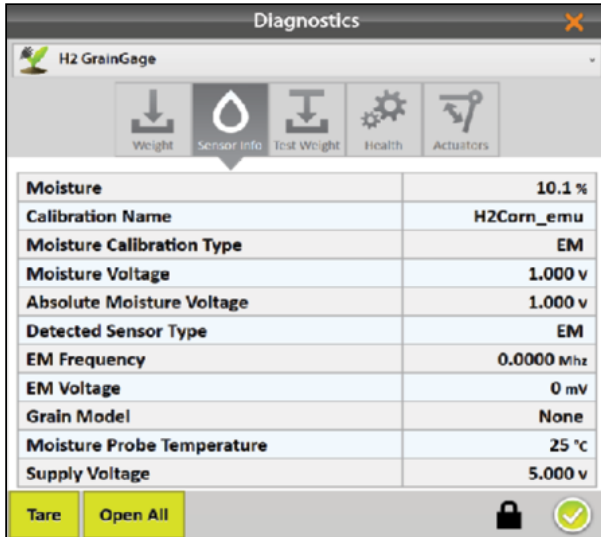 Diagnostics
H2 GrainGage
Weight Sensor Info Test Weight Health Actuators
Moisture 10.1 %
Calibration Name H2Corn_emu
Moisture Calibration Type EM
Moisture Voltage 1.000 v
Absolute Moisture Voltage 1.000 v
Detected Sensor Type EM
EM Frequency 0.0000 Mhz
EM Voltage 0 mV
Grain Model None
Moisture Probe Temperature 25 °c
Supply Voltage 5.000 v
Tare Open All